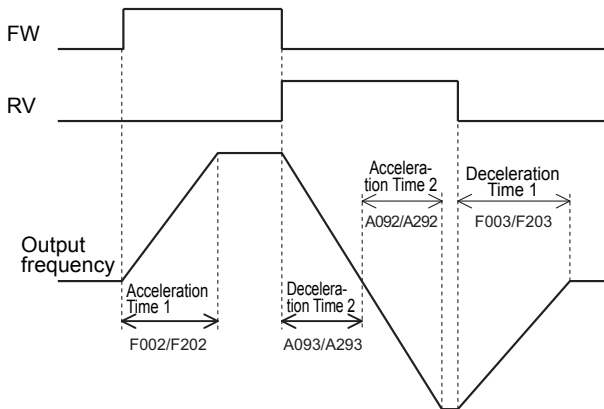 FW
RV
Accelera-
tion Time 2
A092/A292
Deceleration
Time 1
F003/F203
Output
frequency
Acceleration
Time 1
F002/F202
Decelera-
tion Time 2
A093/A293